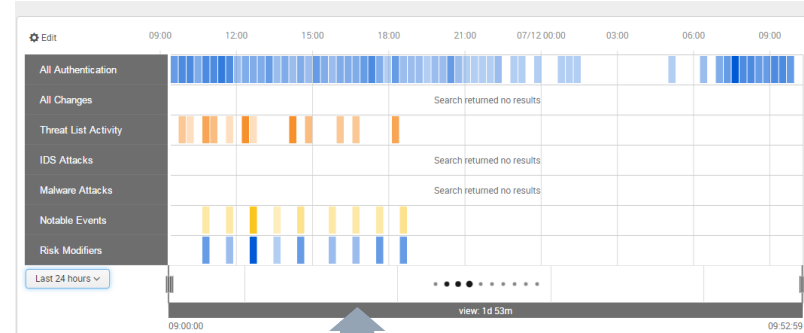 Edit
09:00 12:00 15:00 18:00 21:00 07/12 00:00 03:00 06:00 09:00
All Authentication
All Changes Search returned no results
Threat List Activity
IDS Attacks Search returned no results
Malware Attacks Search returned no results
Notable Events
Risk Modifiers
Last 24 hours
view: 1d 53m
09:00:00 09:52:59